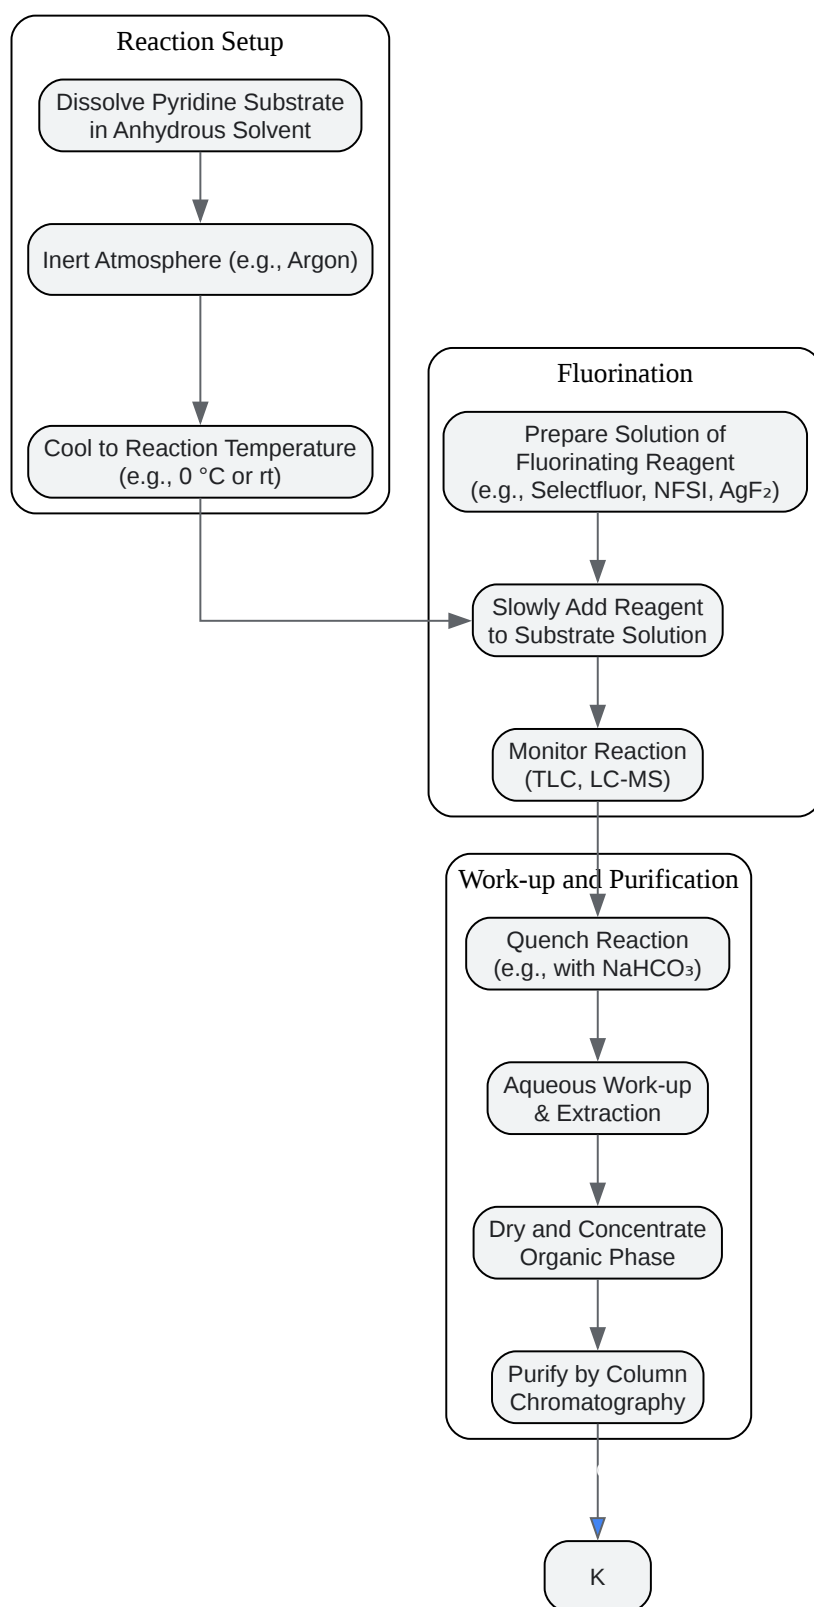 Reaction Setup
Dissolve Pyridine Substrate
in Anhydrous Solvent
Inert Atmosphere (e.g., Argon)
Cool to Reaction Temperature
(e.g., 0 °C or rt)
Fluorination
Prepare Solution of
Fluorinating Reagent
(e.g., Selectfluor, NFSI, AgF₂)
Slowly Add Reagent
to Substrate Solution
Monitor Reaction
(TLC, LC-MS)
Work-up and Purification
Quench Reaction
(e.g., with NaHCO₃)
Aqueous Work-up
& Extraction
Dry and Concentrate
Organic Phase
Purify by Column
Chromatography
K